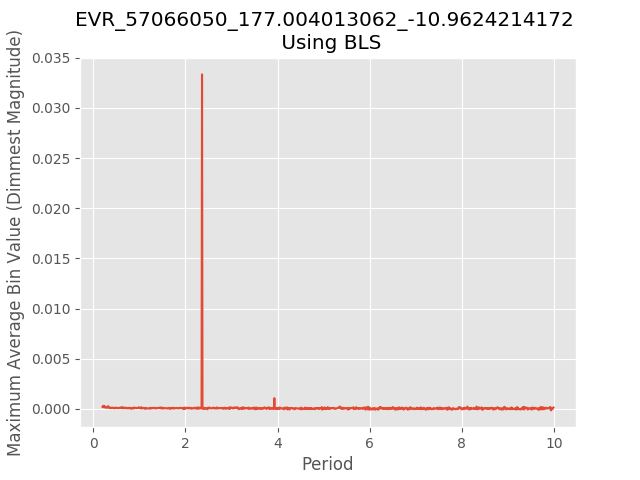 EVR_57066050_177.004013062_-10.9624214172
Using BLS
Maximum Average Bin Value (Dimmest Magnitude)
0.035
0.030
0.025
0.020
0.015
0.010
0.005
0.000
0 2 4 6 8 10
Period